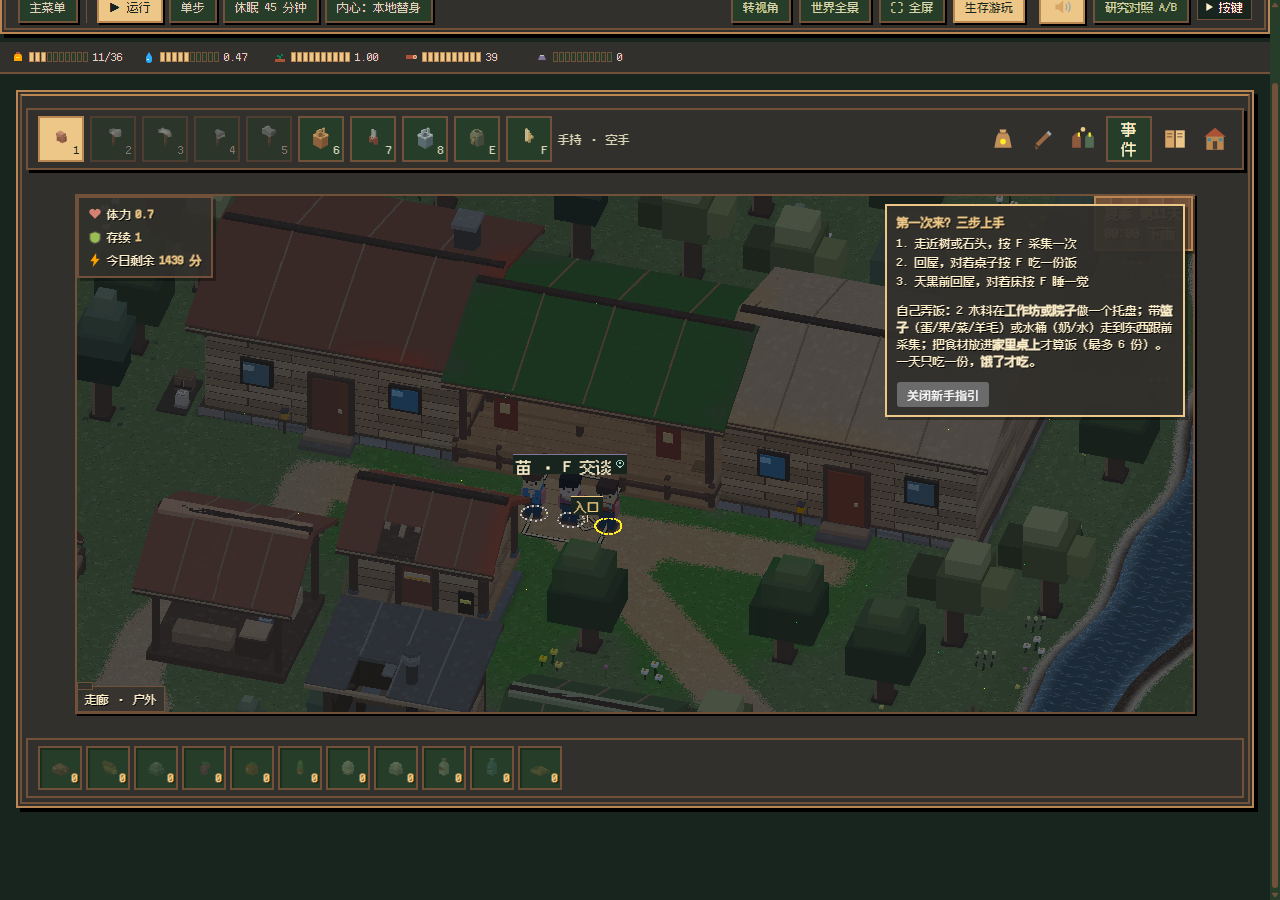 主菜单
▶ 运行
单步
休眠 45 分钟
内心: 本地替身
转视角
世界全景
全屏
生存游玩
研究对照 A/B
▶ 按键
11/36
0.47
1.00
39
0
1
2
3
4
5
6
7
8
E
F
手持 · 空手
事件
体力 0.7
存续 1
今日剩余 1439 分
第一次来? 三步上手
1. 走近树或石头, 按 F 采集一次
2. 回屋, 对着桌子按 F 吃一份饭
3. 天黑前回屋, 对着床按 F 睡一觉
自己弄饭: 2 木料在工作坊或院子做一个托盘; 带篮
子 (蛋/果/菜/羊毛) 或水桶 (奶/水) 走到东西跟前
采集; 把食材放进家里桌上才算饭 (最多 6 份) 。
一天只吃一份, 饿了才吃。
关闭新手指引
苗 · F 交谈
入口
走廊 · 户外
0
0
0
0
0
0
0
0
0
0
0